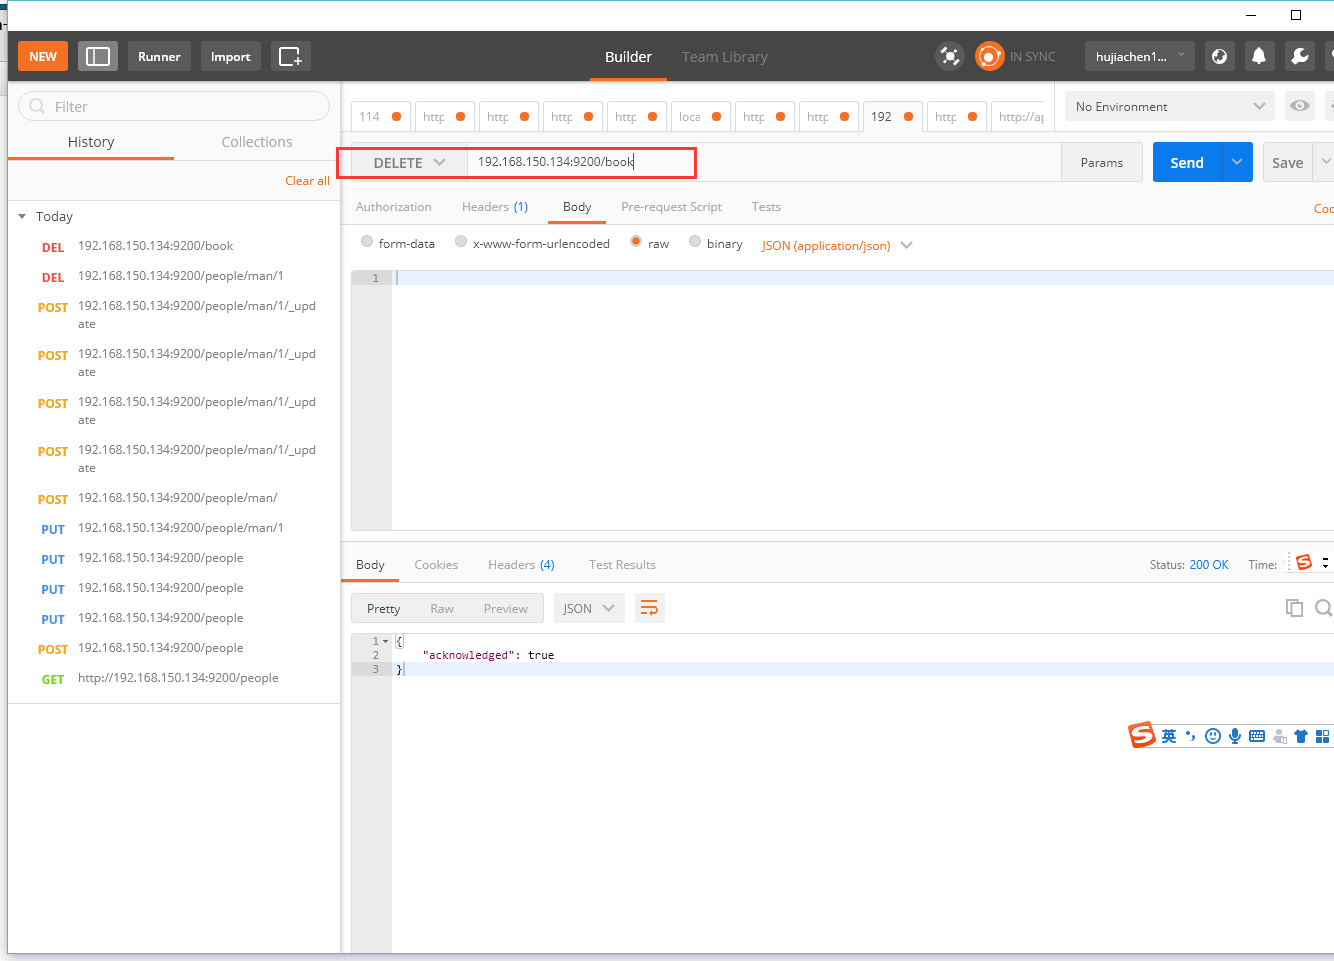 NEW
Runner
Import
Builder
Team Library
IN SYNC
hujiachen1...
Filter
History
Collections
Clear all
Today
DEL 192.168.150.134:9200/book
DEL 192.168.150.134:9200/people/man/1
POST 192.168.150.134:9200/people/man/1/_upd
ate
POST 192.168.150.134:9200/people/man/1/_upd
ate
POST 192.168.150.134:9200/people/man/1/_upd
ate
POST 192.168.150.134:9200/people/man/1/_upd
ate
POST 192.168.150.134:9200/people/man/
PUT 192.168.150.134:9200/people/man/1
PUT 192.168.150.134:9200/people
PUT 192.168.150.134:9200/people
PUT 192.168.150.134:9200/people
POST 192.168.150.134:9200/people
GET http://192.168.150.134:9200/people
114 http http http http loca http http 192 http http://ap
No Environment
DELETE 192.168.150.134:9200/book Params Send Save
Authorization Headers (1) Body Pre-request Script Tests
form-data x-www-form-urlencoded raw binary JSON (application/json)
1
Body Cookies Headers (4) Test Results Status: 200 OK Time:
Pretty Raw Preview JSON
1 {
2 "acknowledged": true
3 }
英